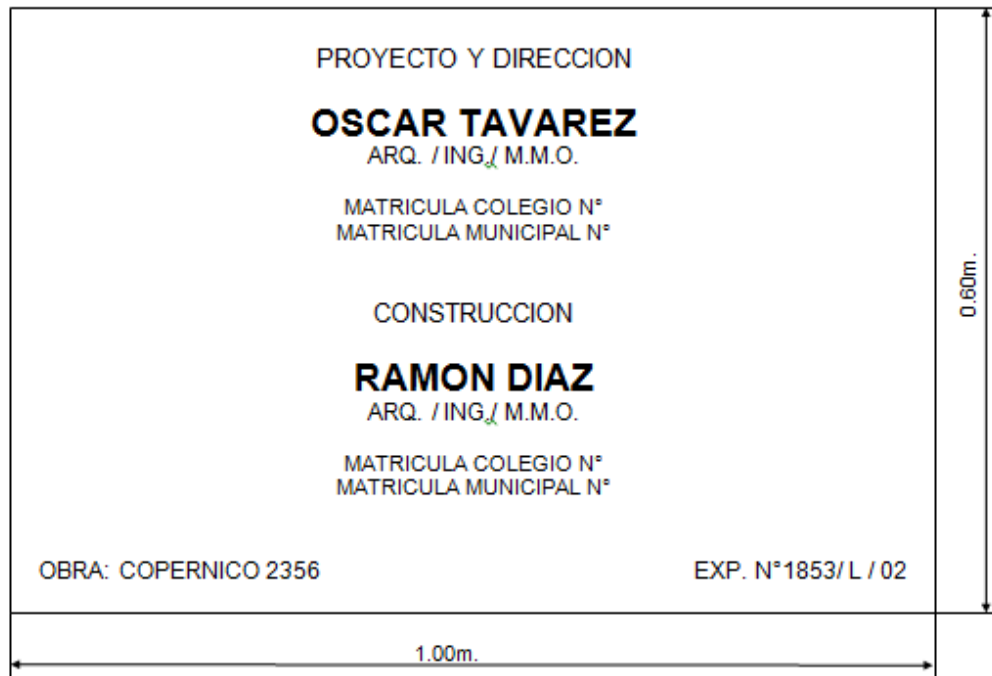 PROYECTO Y DIRECCION
OSCAR TAVAREZ
ARQ. / ING./ M.M.O.
MATRICULA COLEGIO N°
MATRICULA MUNICIPAL N°
CONSTRUCCION
RAMON DIAZ
ARQ. / ING./ M.M.O.
MATRICULA COLEGIO N°
MATRICULA MUNICIPAL N°
OBRA: COPERNICO 2356 EXP. N°1853/ L / 02
0.60m.
1.00m.